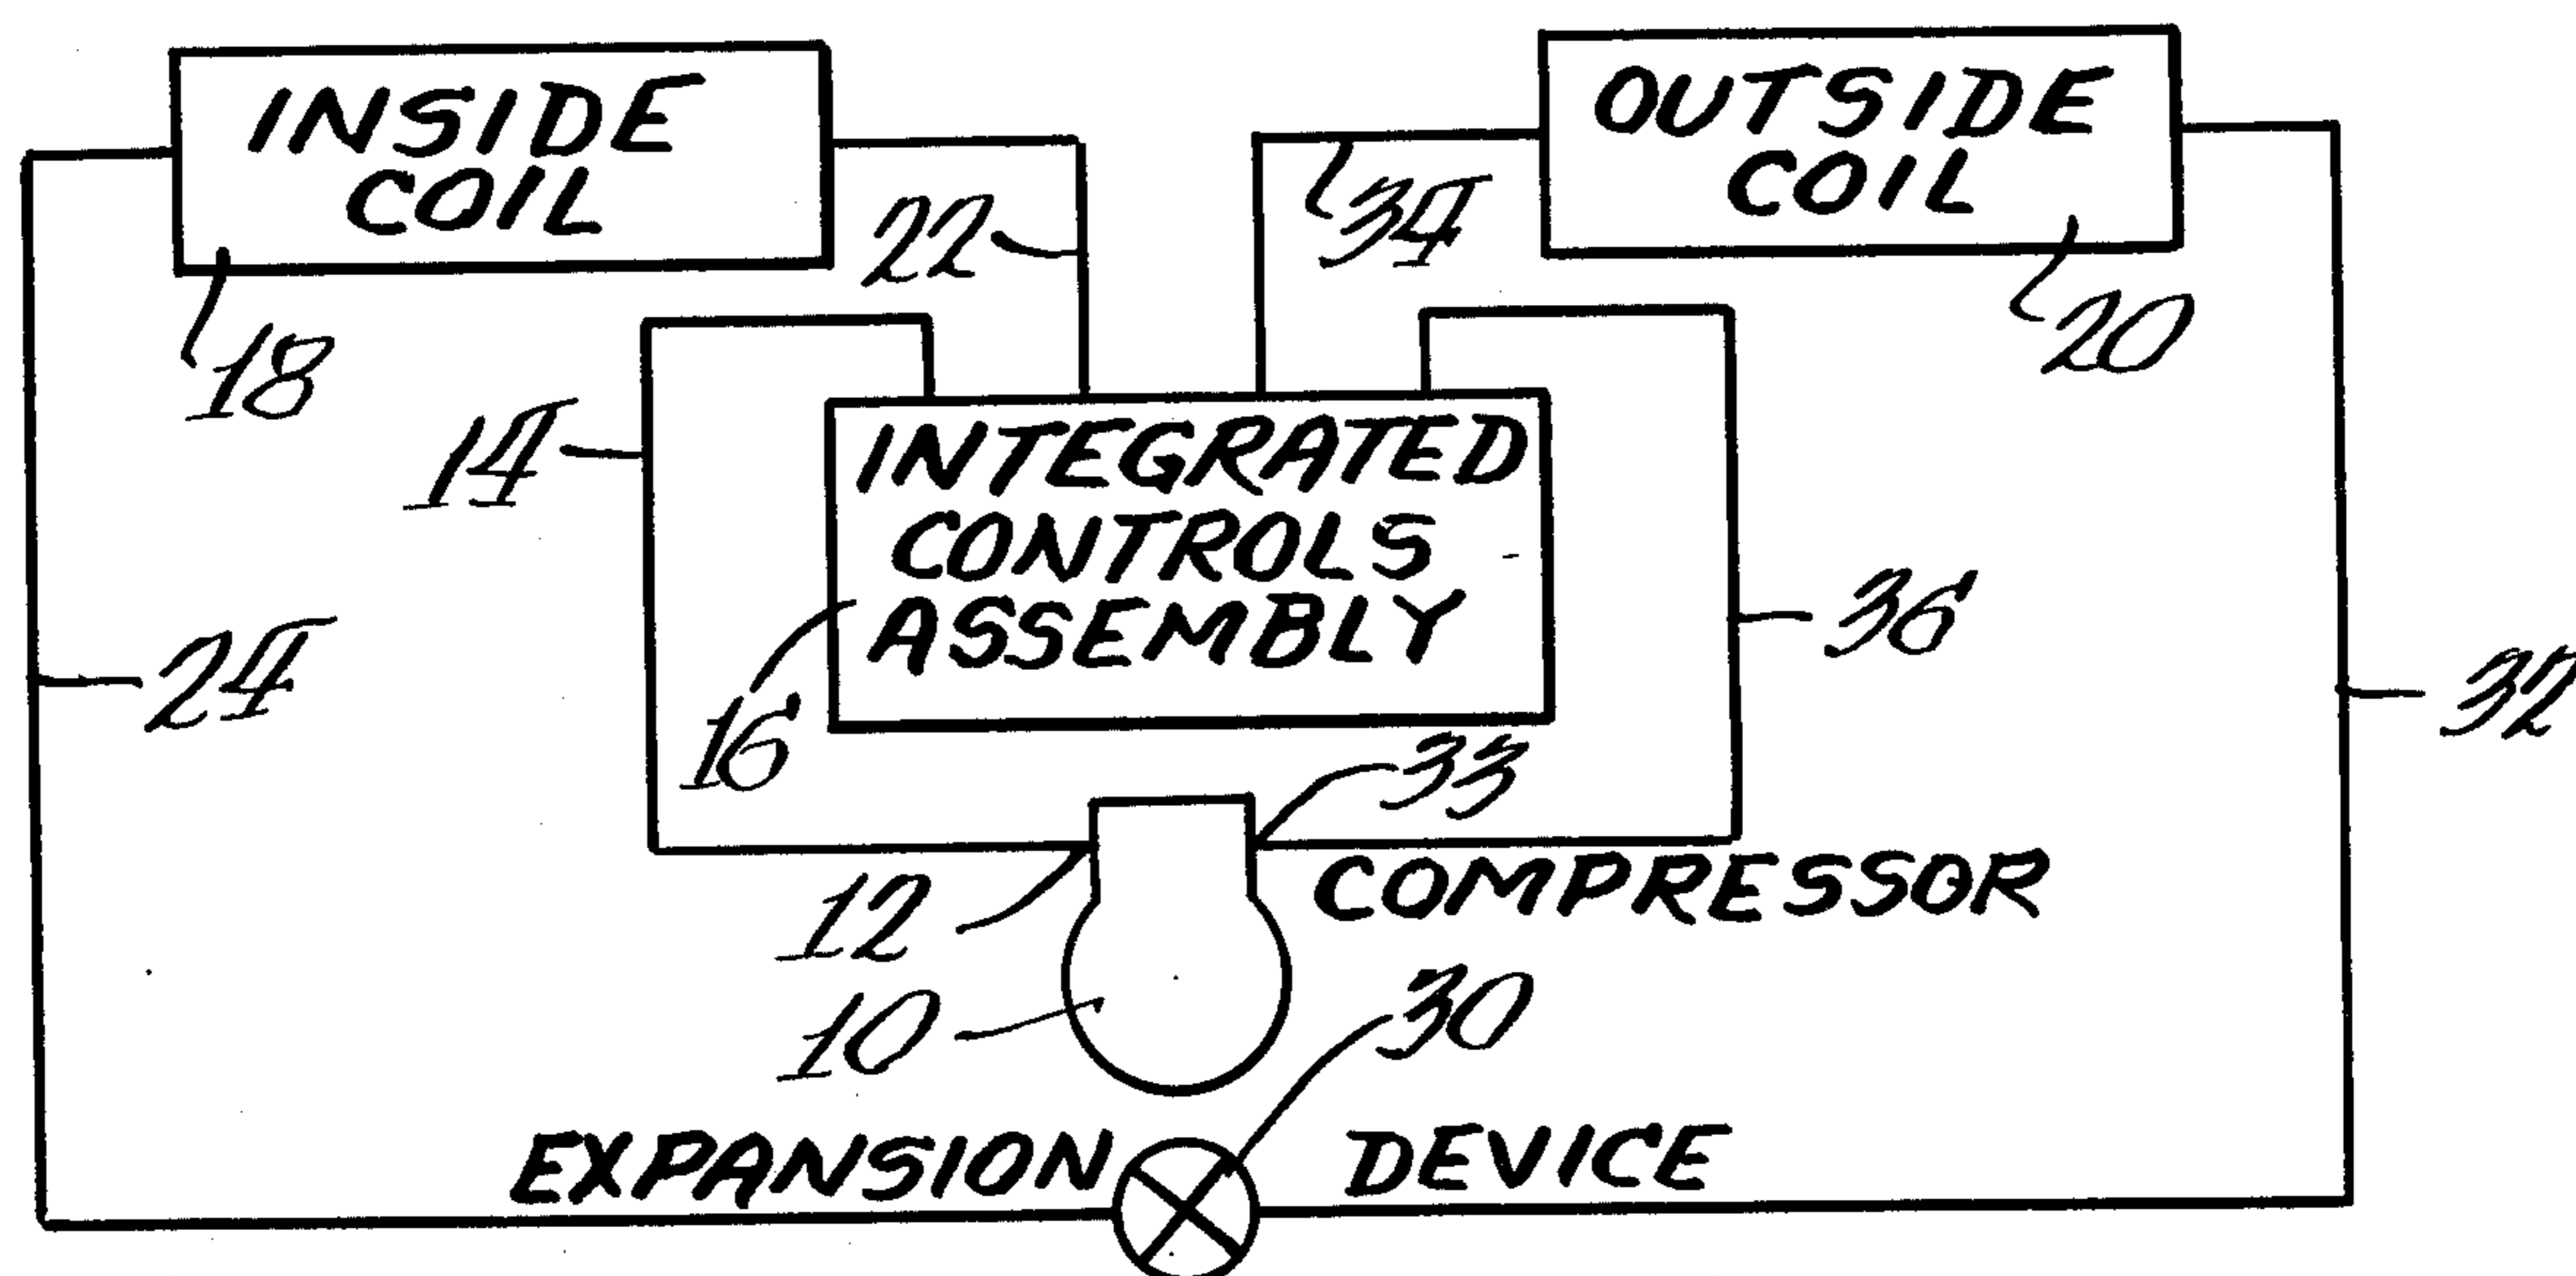 INSIDE
COIL
OUTSIDE
COIL
22
34
18
20
14
INTEGRATED
CONTROLS
ASSEMBLY
36
24
32
16
33
COMPRESSOR
12
10
30
EXPANSION DEVICE